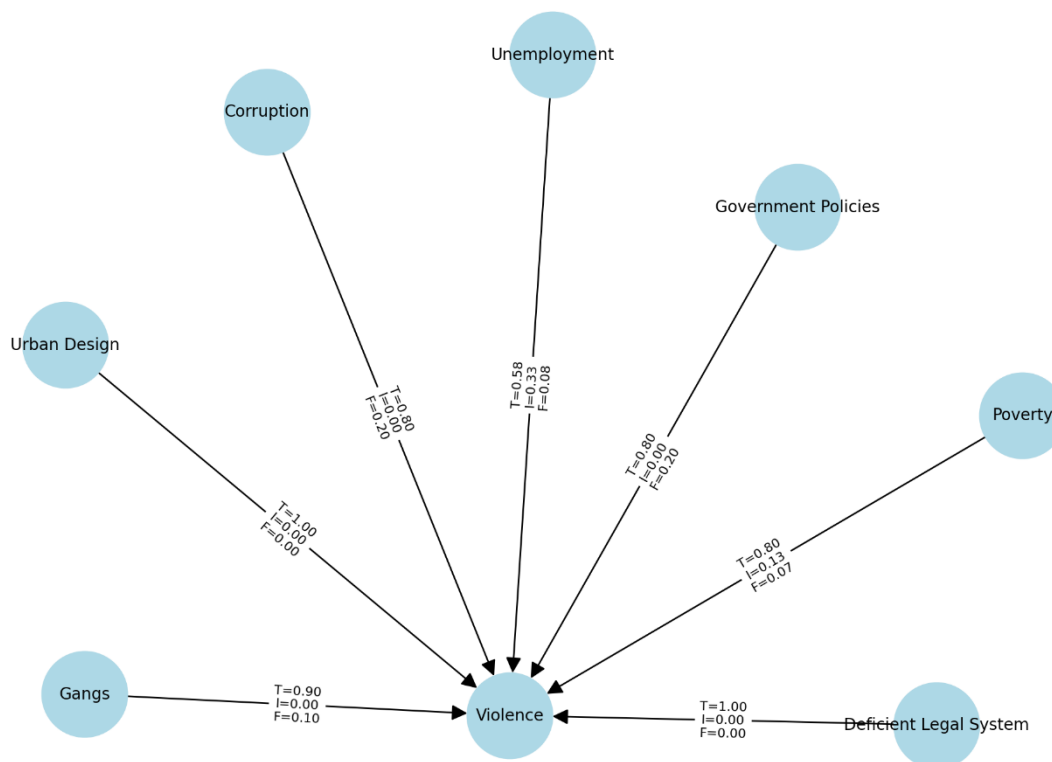 Unemployment
Corruption
Government Policies
Urban Design
Poverty
T=0.58
I=0.33
F=0.08
T=0.80
I=0.00
F=0.20
T=0.80
I=0.00
F=0.20
T=1.00
I=0.00
F=0.00
T=0.80
I=0.13
F=0.07
Gangs
T=0.90
I=0.00
F=0.10
Violence
T=1.00
I=0.00
F=0.00
Deficient Legal System